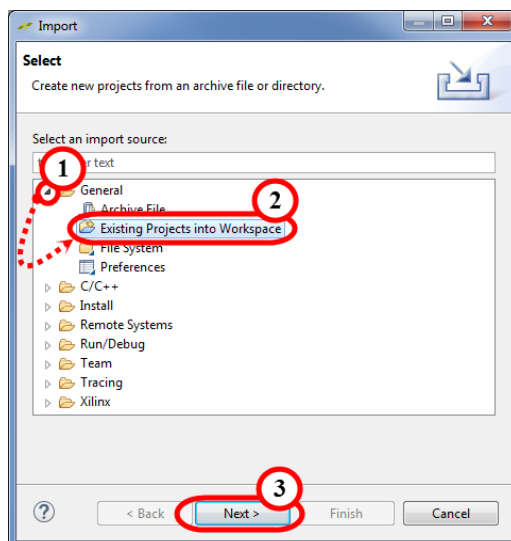 Import
Select
Create new projects from an archive file or directory.
Select an import source:
text
1
General
Archive File
2
Existing Projects into Workspace
File System
Preferences
C/C++
Install
Remote Systems
Run/Debug
Team
Tracing
Xilinx
3
?
< Back Next > Finish Cancel